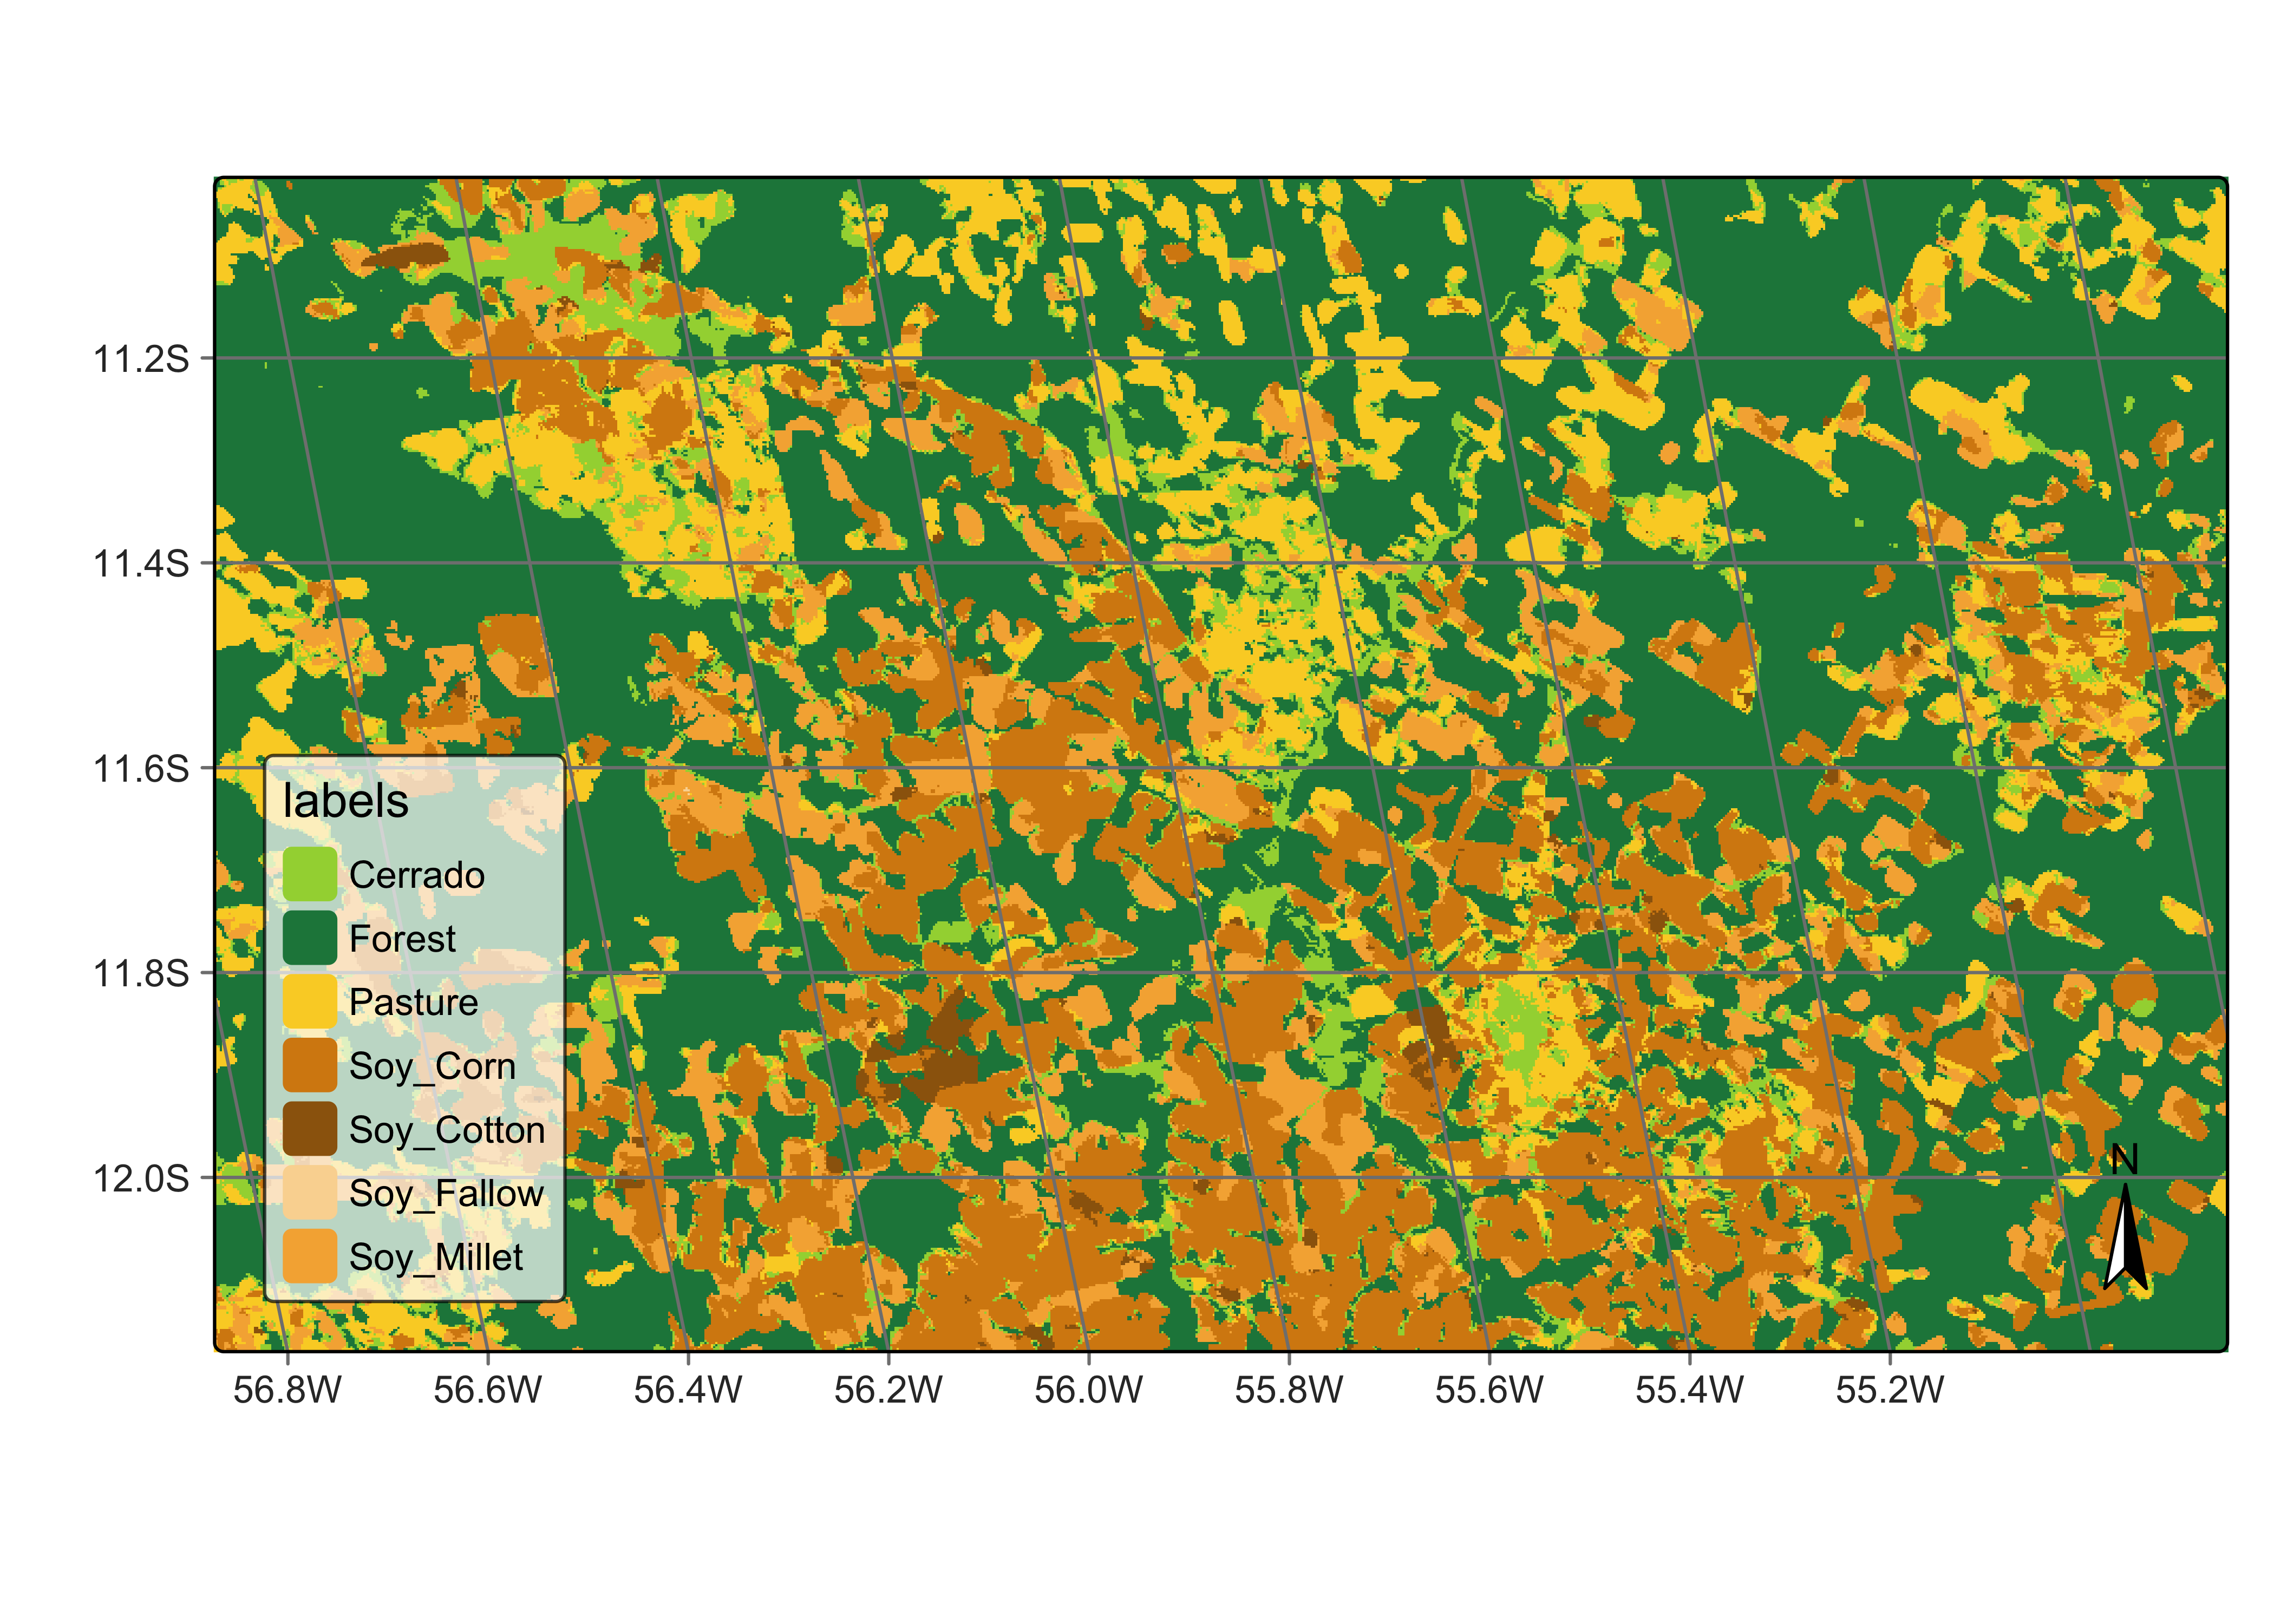 11.2S
11.4S
11.6S
11.8S
12.0S
labels
Cerrado
Forest
Pasture
Soy_Corn
Soy_Cotton
Soy_Fallow
Soy_Millet
N
56.8W 56.6W 56.4W 56.2W 56.0W 55.8W 55.6W 55.4W 55.2W